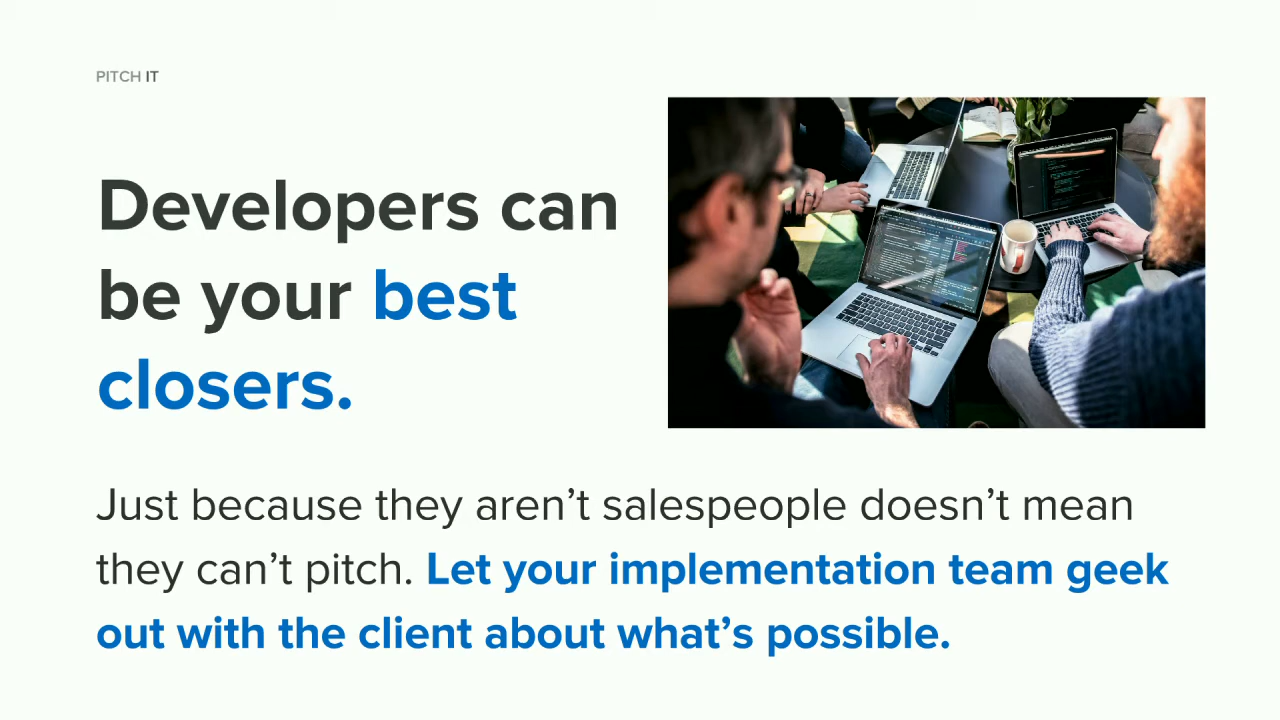 PITCH IT
Developers can
be your best
closers.
Just because they aren’t salespeople doesn’t mean
they can’t pitch. Let your implementation team geek
out with the client about what’s possible.